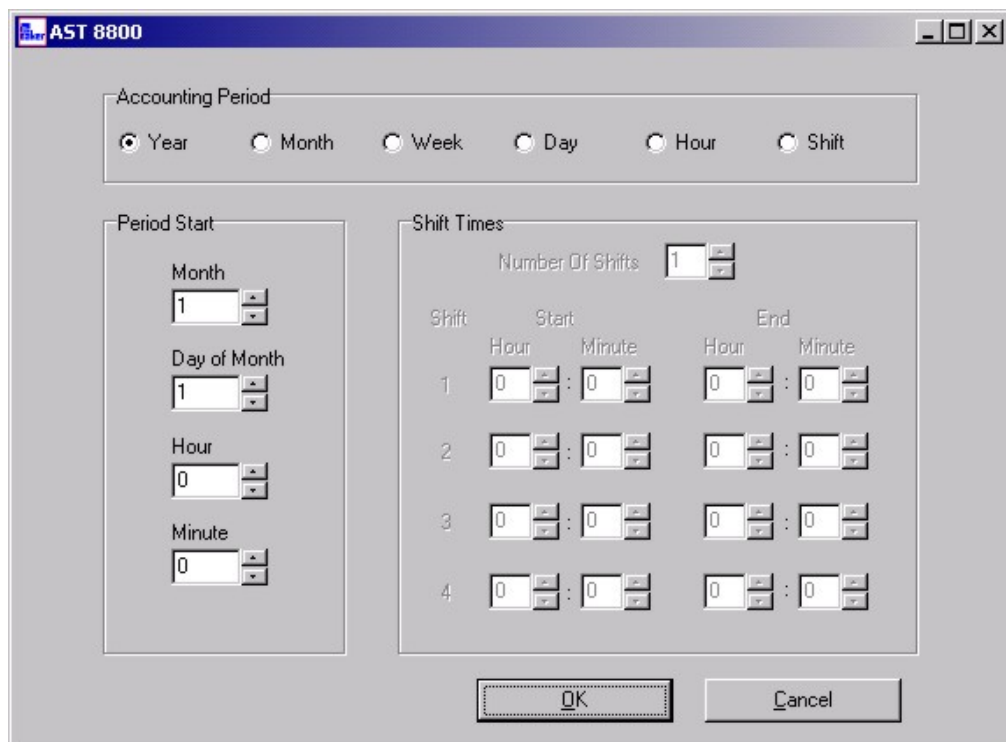 AST 8800
Accounting Period
Year Month Week Day Hour Shift
Period Start
Month
1
Day of Month
1
Hour
0
Minute
0
Shift Times
Number Of Shifts 1
Shift Start End
Hour Minute Hour Minute
1 0 : 0 0 : 0
2 0 : 0 0 : 0
3 0 : 0 0 : 0
4 0 : 0 0 : 0
OK Cancel